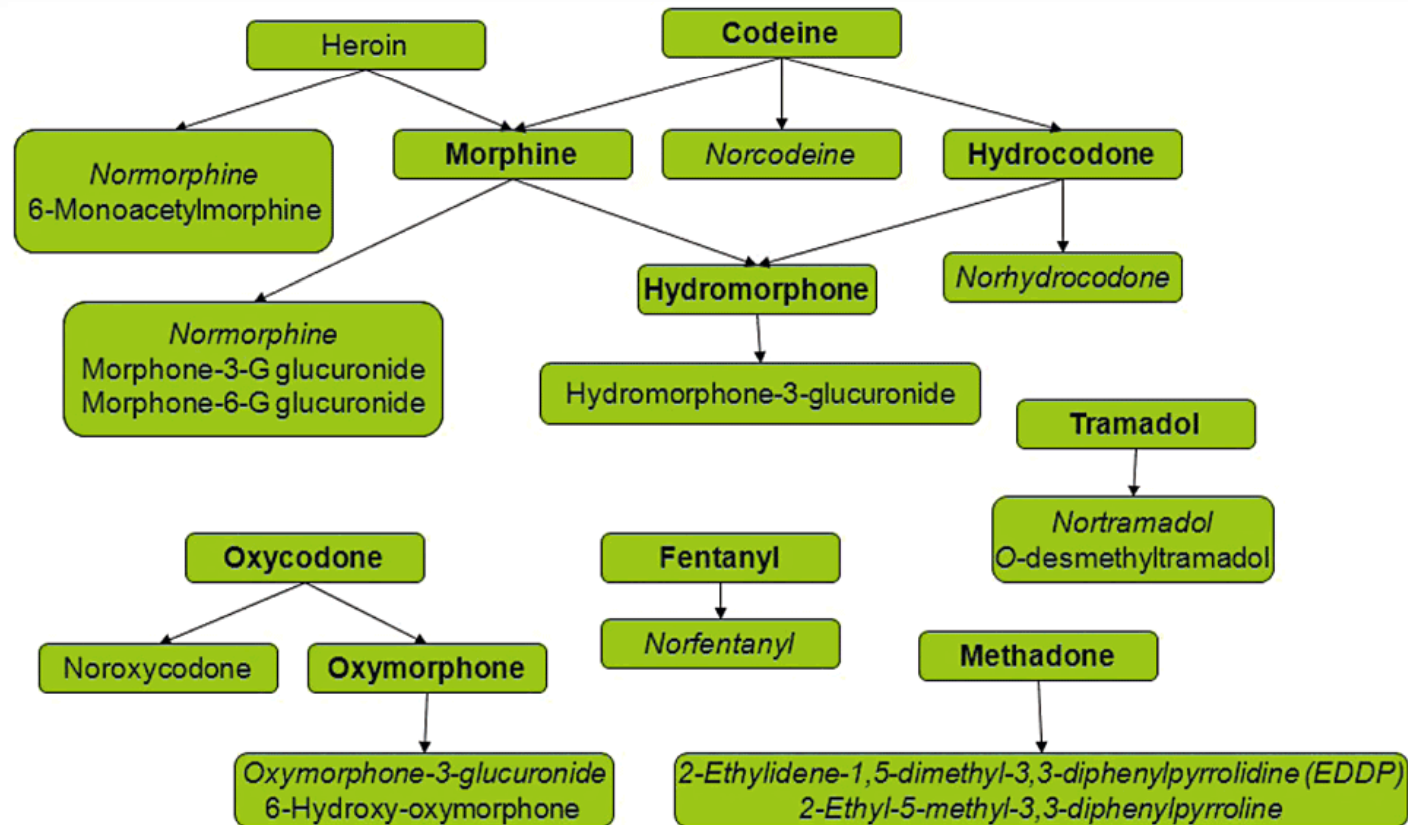 Heroin
Codeine
Normorphine
6-Monoacetylmorphine
Morphine
Norcodeine
Hydrocodone
Normorphine
Morphone-3-G glucuronide
Morphone-6-G glucuronide
Hydromorphone
Norhydrocodone
Hydromorphone-3-glucuronide
Tramadol
Nortramadol
O-desmethyltramadol
Oxycodone
Fentanyl
Noroxycodone
Oxymorphone
Norfentanyl
Methadone
Oxymorphone-3-glucuronide
6-Hydroxy-oxymorphone
2-Ethylidene-1,5-dimethyl-3,3-diphenylpyrrolidine (EDDP)
2-Ethyl-5-methyl-3,3-diphenylpyrroline